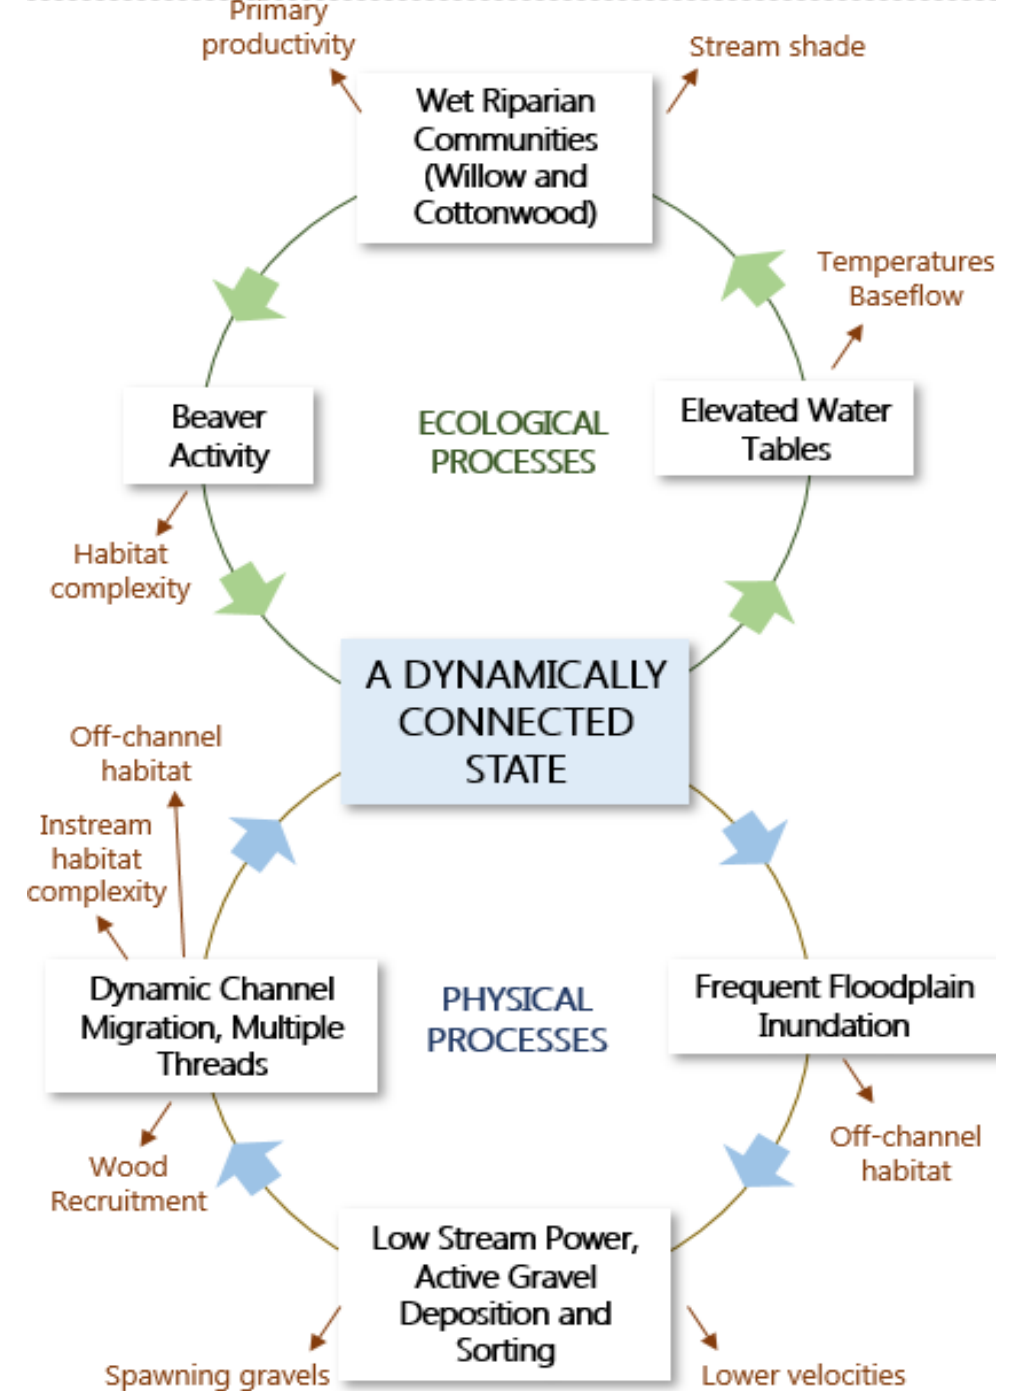 Primary
productivity
Stream shade
Wet Riparian
Communities
(Willow and
Cottonwood)
Temperatures
Baseflow
Beaver
Activity
ECOLOGICAL
PROCESSES
Elevated Water
Tables
Habitat
complexity
A DYNAMICALLY
CONNECTED
STATE
Off-channel
habitat
Instream
habitat
complexity
Dynamic Channel
Migration, Multiple
Threads
PHYSICAL
PROCESSES
Frequent Floodplain
Inundation
Wood
Recruitment
Off-channel
habitat
Low Stream Power,
Active Gravel
Deposition and
Sorting
Spawning gravels
Lower velocities